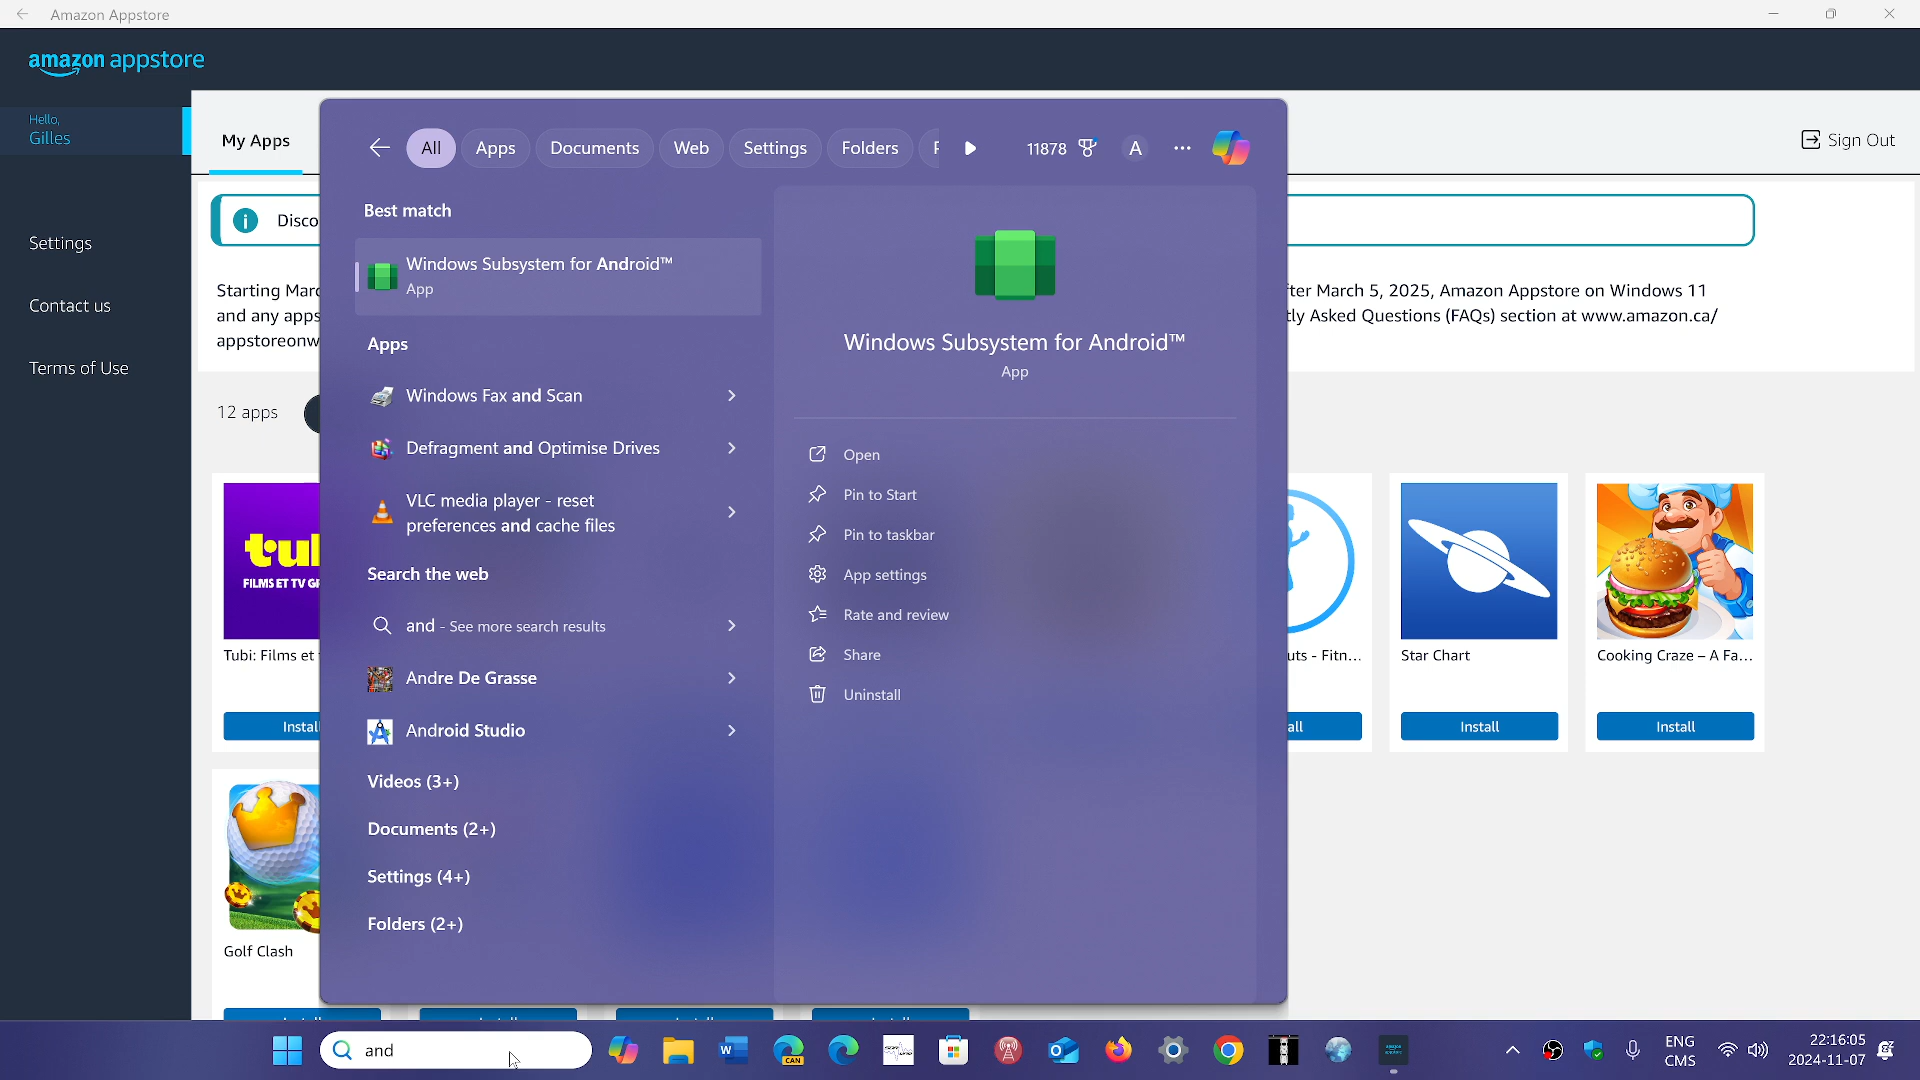 Amazon Appstore
amazon appstore
Hello,
Gilles
Settings
Contact us
Terms of Use
My Apps
Sign Out
Disco
Starting Marc
and any apps
appstoreonw
ter March 5, 2025, Amazon Appstore on Windows 11
tly Asked Questions (FAQs) section at www.amazon.ca/
12 apps
All
Apps
Documents
Web
Settings
Folders
11878
A
Best match
Windows Subsystem for Android™
App
Apps
Windows Fax and Scan
Defragment and Optimise Drives
VLC media player - reset
preferences and cache files
Search the web
and - See more search results
Andre De Grasse
Android Studio
Videos (3+)
Documents (2+)
Settings (4+)
Folders (2+)
Windows Subsystem for Android™
App
Open
Pin to Start
Pin to taskbar
App settings
Rate and review
Share
Uninstall
tubi
FILMS ET TV GR
Tubi: Films et
Install
uts - Fitn...
all
Star Chart
Install
Cooking Craze – A Fa...
Install
Golf Clash
and
W
CAN
ENG
CMS
22:16:05
2024-11-07